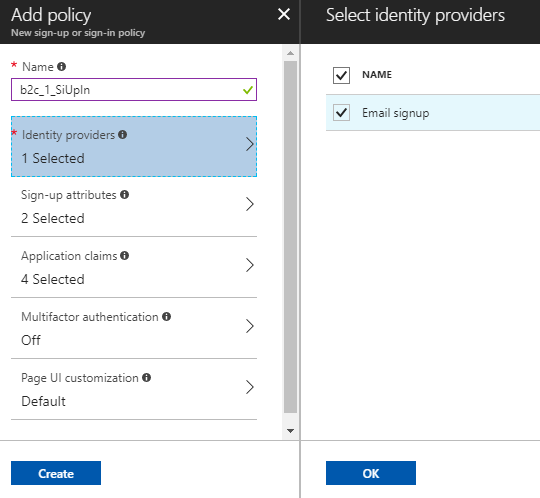 Add policy
New sign-up or sign-in policy
* Name
b2c_1_SiUpIn
* Identity providers
1 Selected
Sign-up attributes
2 Selected
Application claims
4 Selected
Multifactor authentication
Off
Page UI customization
Default
Create
Select identity providers
NAME
Email signup
OK